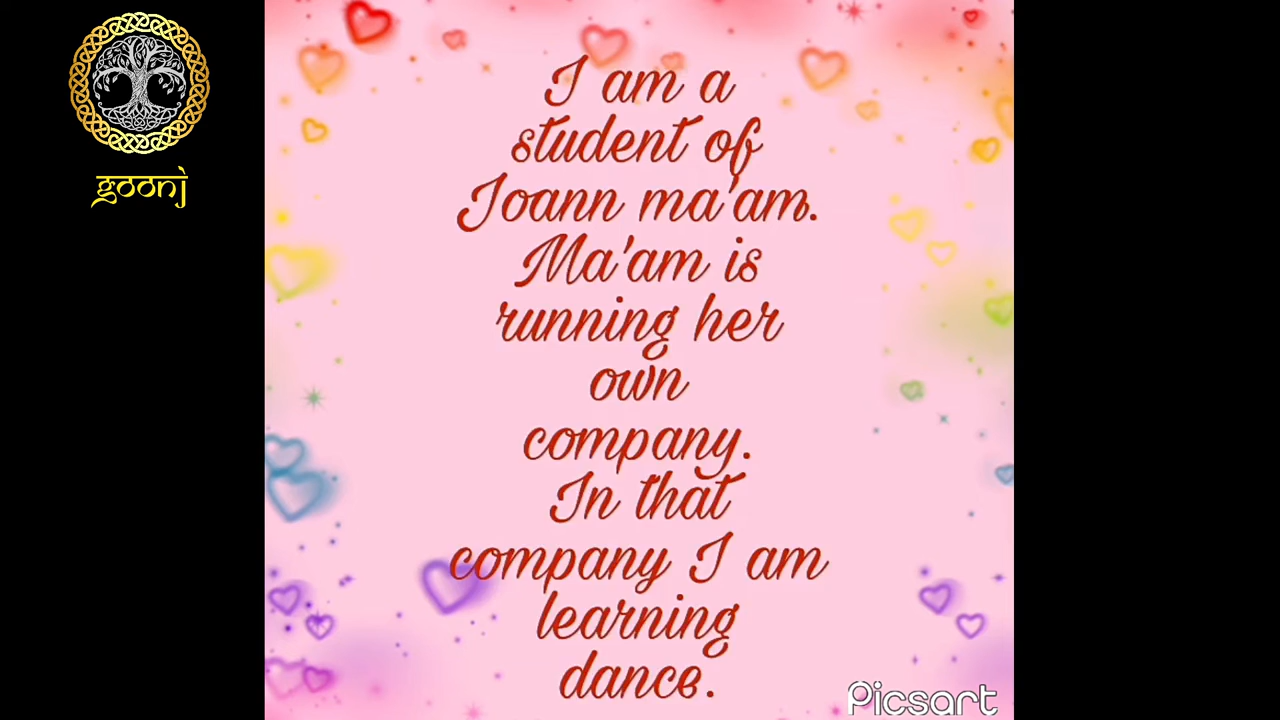 goonj
I am a
student of
Joann ma'am.
Ma'am is
running her
own
company.
In that
company I am
learning
dance.
Picsart